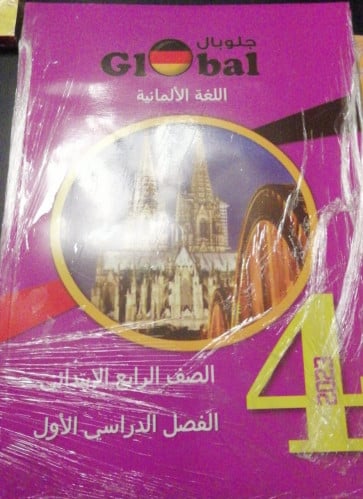 جلوبال
Global
اللغة الألمانية
4
2023
الصف الرابع الابتدائي
الفصل الدراسي الأول